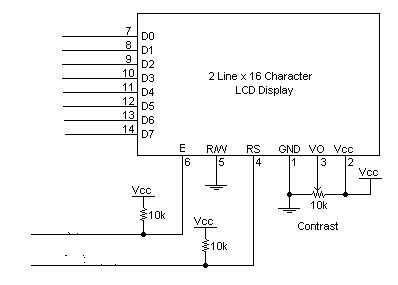 7 D0
8 D1
9 D2
10 D3
11 D4
12 D5
13 D6
14 D7
2 Line x 16 Character
LCD Display
E R/W RS GND VO Vcc
6 5 4 1 3 2
Vcc
Vcc
10k
Contrast
Vcc
10k
10k